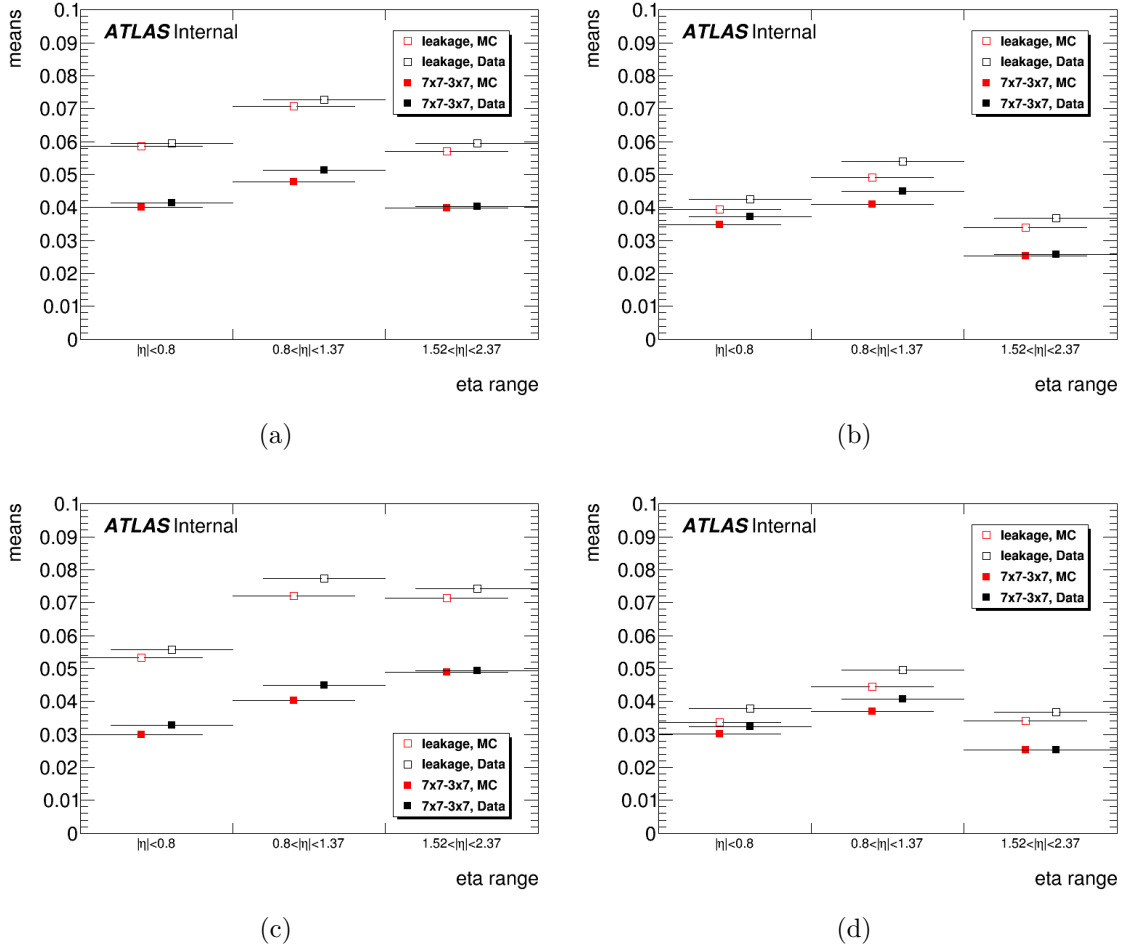 means
0.1
0.09
0.08
0.07
0.06
0.05
0.04
0.03
0.02
0.01
0
ATLAS Internal
leakage, MC
leakage, Data
7x7-3x7, MC
7x7-3x7, Data
|η|<0.8
0.8<|η|<1.37
1.52<|η|<2.37
eta range
(a)
means
0.1
0.09
0.08
0.07
0.06
0.05
0.04
0.03
0.02
0.01
0
ATLAS Internal
leakage, MC
leakage, Data
7x7-3x7, MC
7x7-3x7, Data
|η|<0.8
0.8<|η|<1.37
1.52<|η|<2.37
eta range
(b)
means
0.1
0.09
0.08
0.07
0.06
0.05
0.04
0.03
0.02
0.01
0
ATLAS Internal
leakage, MC
leakage, Data
7x7-3x7, MC
7x7-3x7, Data
|η|<0.8
0.8<|η|<1.37
1.52<|η|<2.37
eta range
(c)
means
0.1
0.09
0.08
0.07
0.06
0.05
0.04
0.03
0.02
0.01
0
ATLAS Internal
leakage, MC
leakage, Data
7x7-3x7, MC
7x7-3x7, Data
|η|<0.8
0.8<|η|<1.37
1.52<|η|<2.37
eta range
(d)